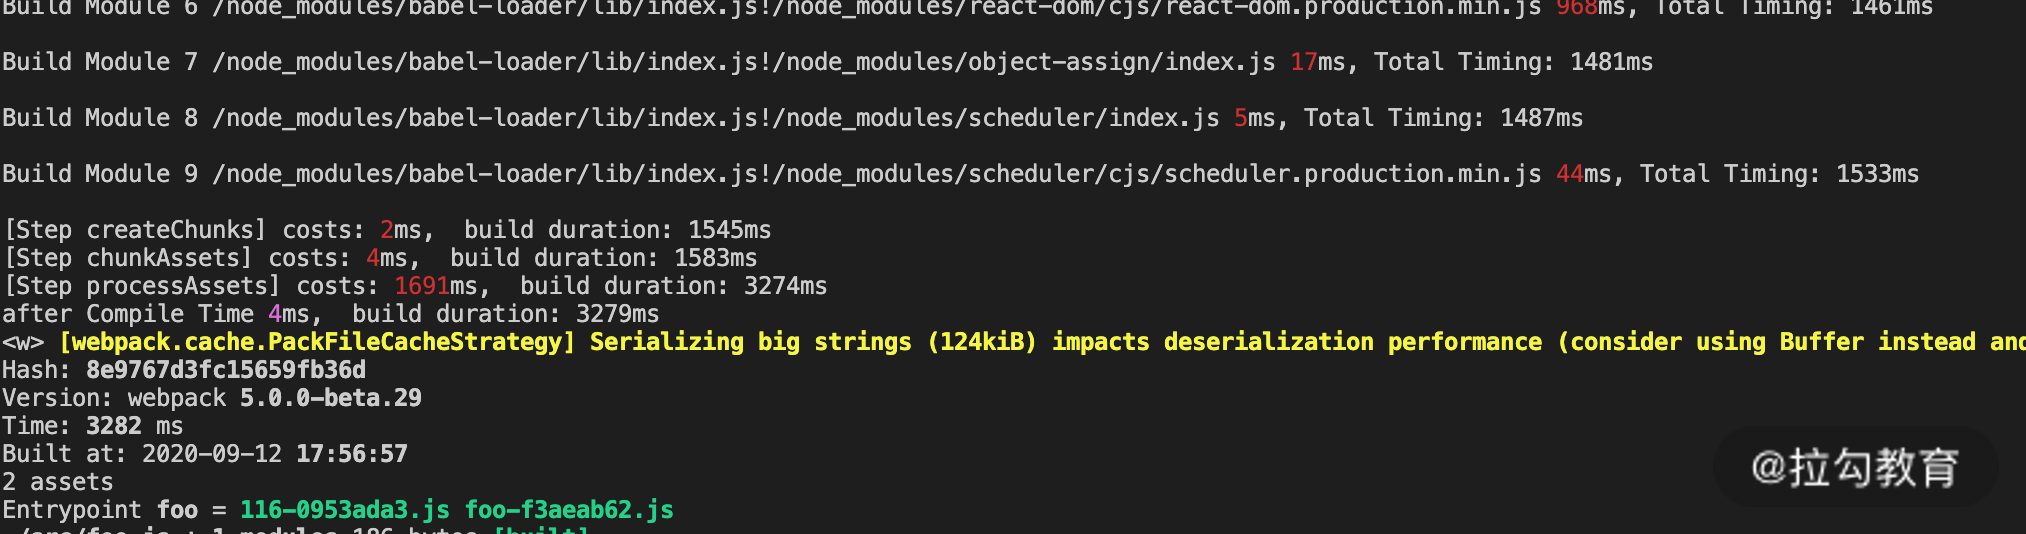 Build Module 6 /node_modules/babel-loader/lib/index.js!/node_modules/react-dom/cjs/react-dom.production.min.js 968ms, Total Timing: 1461ms
Build Module 7 /node_modules/babel-loader/lib/index.js!/node_modules/object-assign/index.js 17ms, Total Timing: 1481ms
Build Module 8 /node_modules/babel-loader/lib/index.js!/node_modules/scheduler/index.js 5ms, Total Timing: 1487ms
Build Module 9 /node_modules/babel-loader/lib/index.js!/node_modules/scheduler/cjs/scheduler.production.min.js 44ms, Total Timing: 1533ms
[Step createChunks] costs: 2ms,  build duration: 1545ms
[Step chunkAssets] costs: 4ms,  build duration: 1583ms
[Step processAssets] costs: 1691ms,  build duration: 3274ms
after Compile Time 4ms,  build duration: 3279ms
<w> [webpack.cache.PackFileCacheStrategy] Serializing big strings (124kiB) impacts deserialization performance (consider using Buffer instead and
Hash: 8e9767d3fc15659fb36d
Version: webpack 5.0.0-beta.29
Time: 3282 ms
Built at: 2020-09-12 17:56:57
2 assets
Entrypoint foo = 116-0953ada3.js foo-f3aeab62.js
@拉勾教育